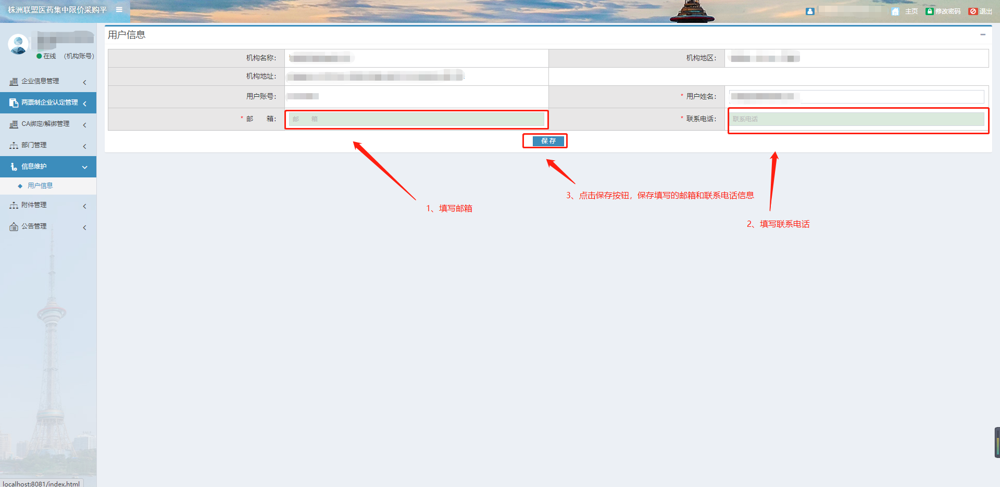 株洲联盟医药集中限价采购平
主页
修改密码
退出
在线 (机构账号)
企业信息管理
两票制企业认定管理
CA绑定/解绑管理
部门管理
信息维护
用户信息
附件管理
公告管理
用户信息
机构名称:
机构地区:
机构地址:
用户账号:
* 用户姓名:
* 邮 箱:
邮 箱
* 联系电话:
联系电话
保存
3、点击保存按钮，保存填写的邮箱和联系电话信息
1、填写邮箱
2、填写联系电话
localhost:8081/index.html